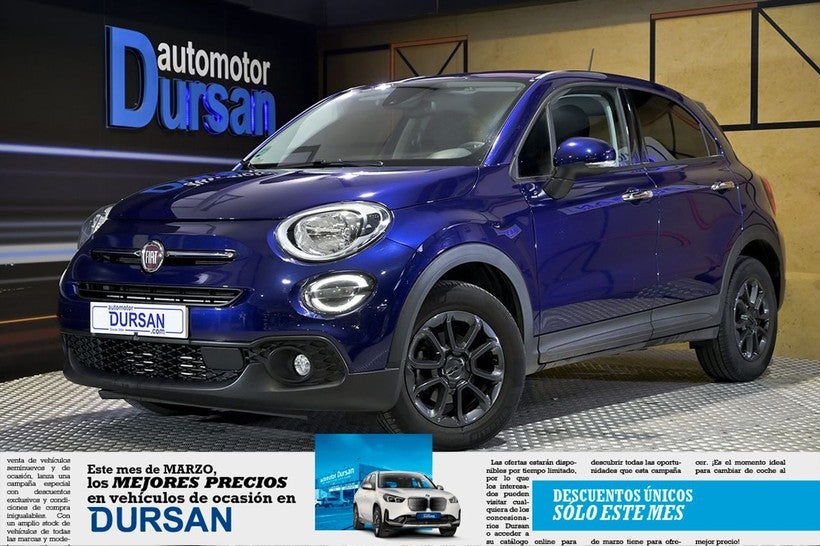 automotor
Dursan
FIAT
automotor
DURSAN
.com
venta de vehículos
seminuevos y de
ocasión, lanza una
campaña especial
con descuentos
exclusivos y condi-
ciones de compra
inigualables. Con
un amplio stock de
vehículos de todas
las marcas y mode-
Este mes de MARZO,
los MEJORES PRECIOS
en vehículos de ocasión en
DURSAN
automotor Dursan
Las ofertas estarán dispo-
nibles por tiempo limitado,
por lo que
los interesa-
dos pueden
visitar cual-
quiera de los
concesiona-
rios Dursan
o acceder a
su catálogo online para
descubrir todas las oportu-
nidades que esta campaña
cer. ¡Es el momento ideal
para cambiar de coche al
DESCUENTOS ÚNICOS
SÓLO ESTE MES
de marzo tiene para ofre-
mejor precio!